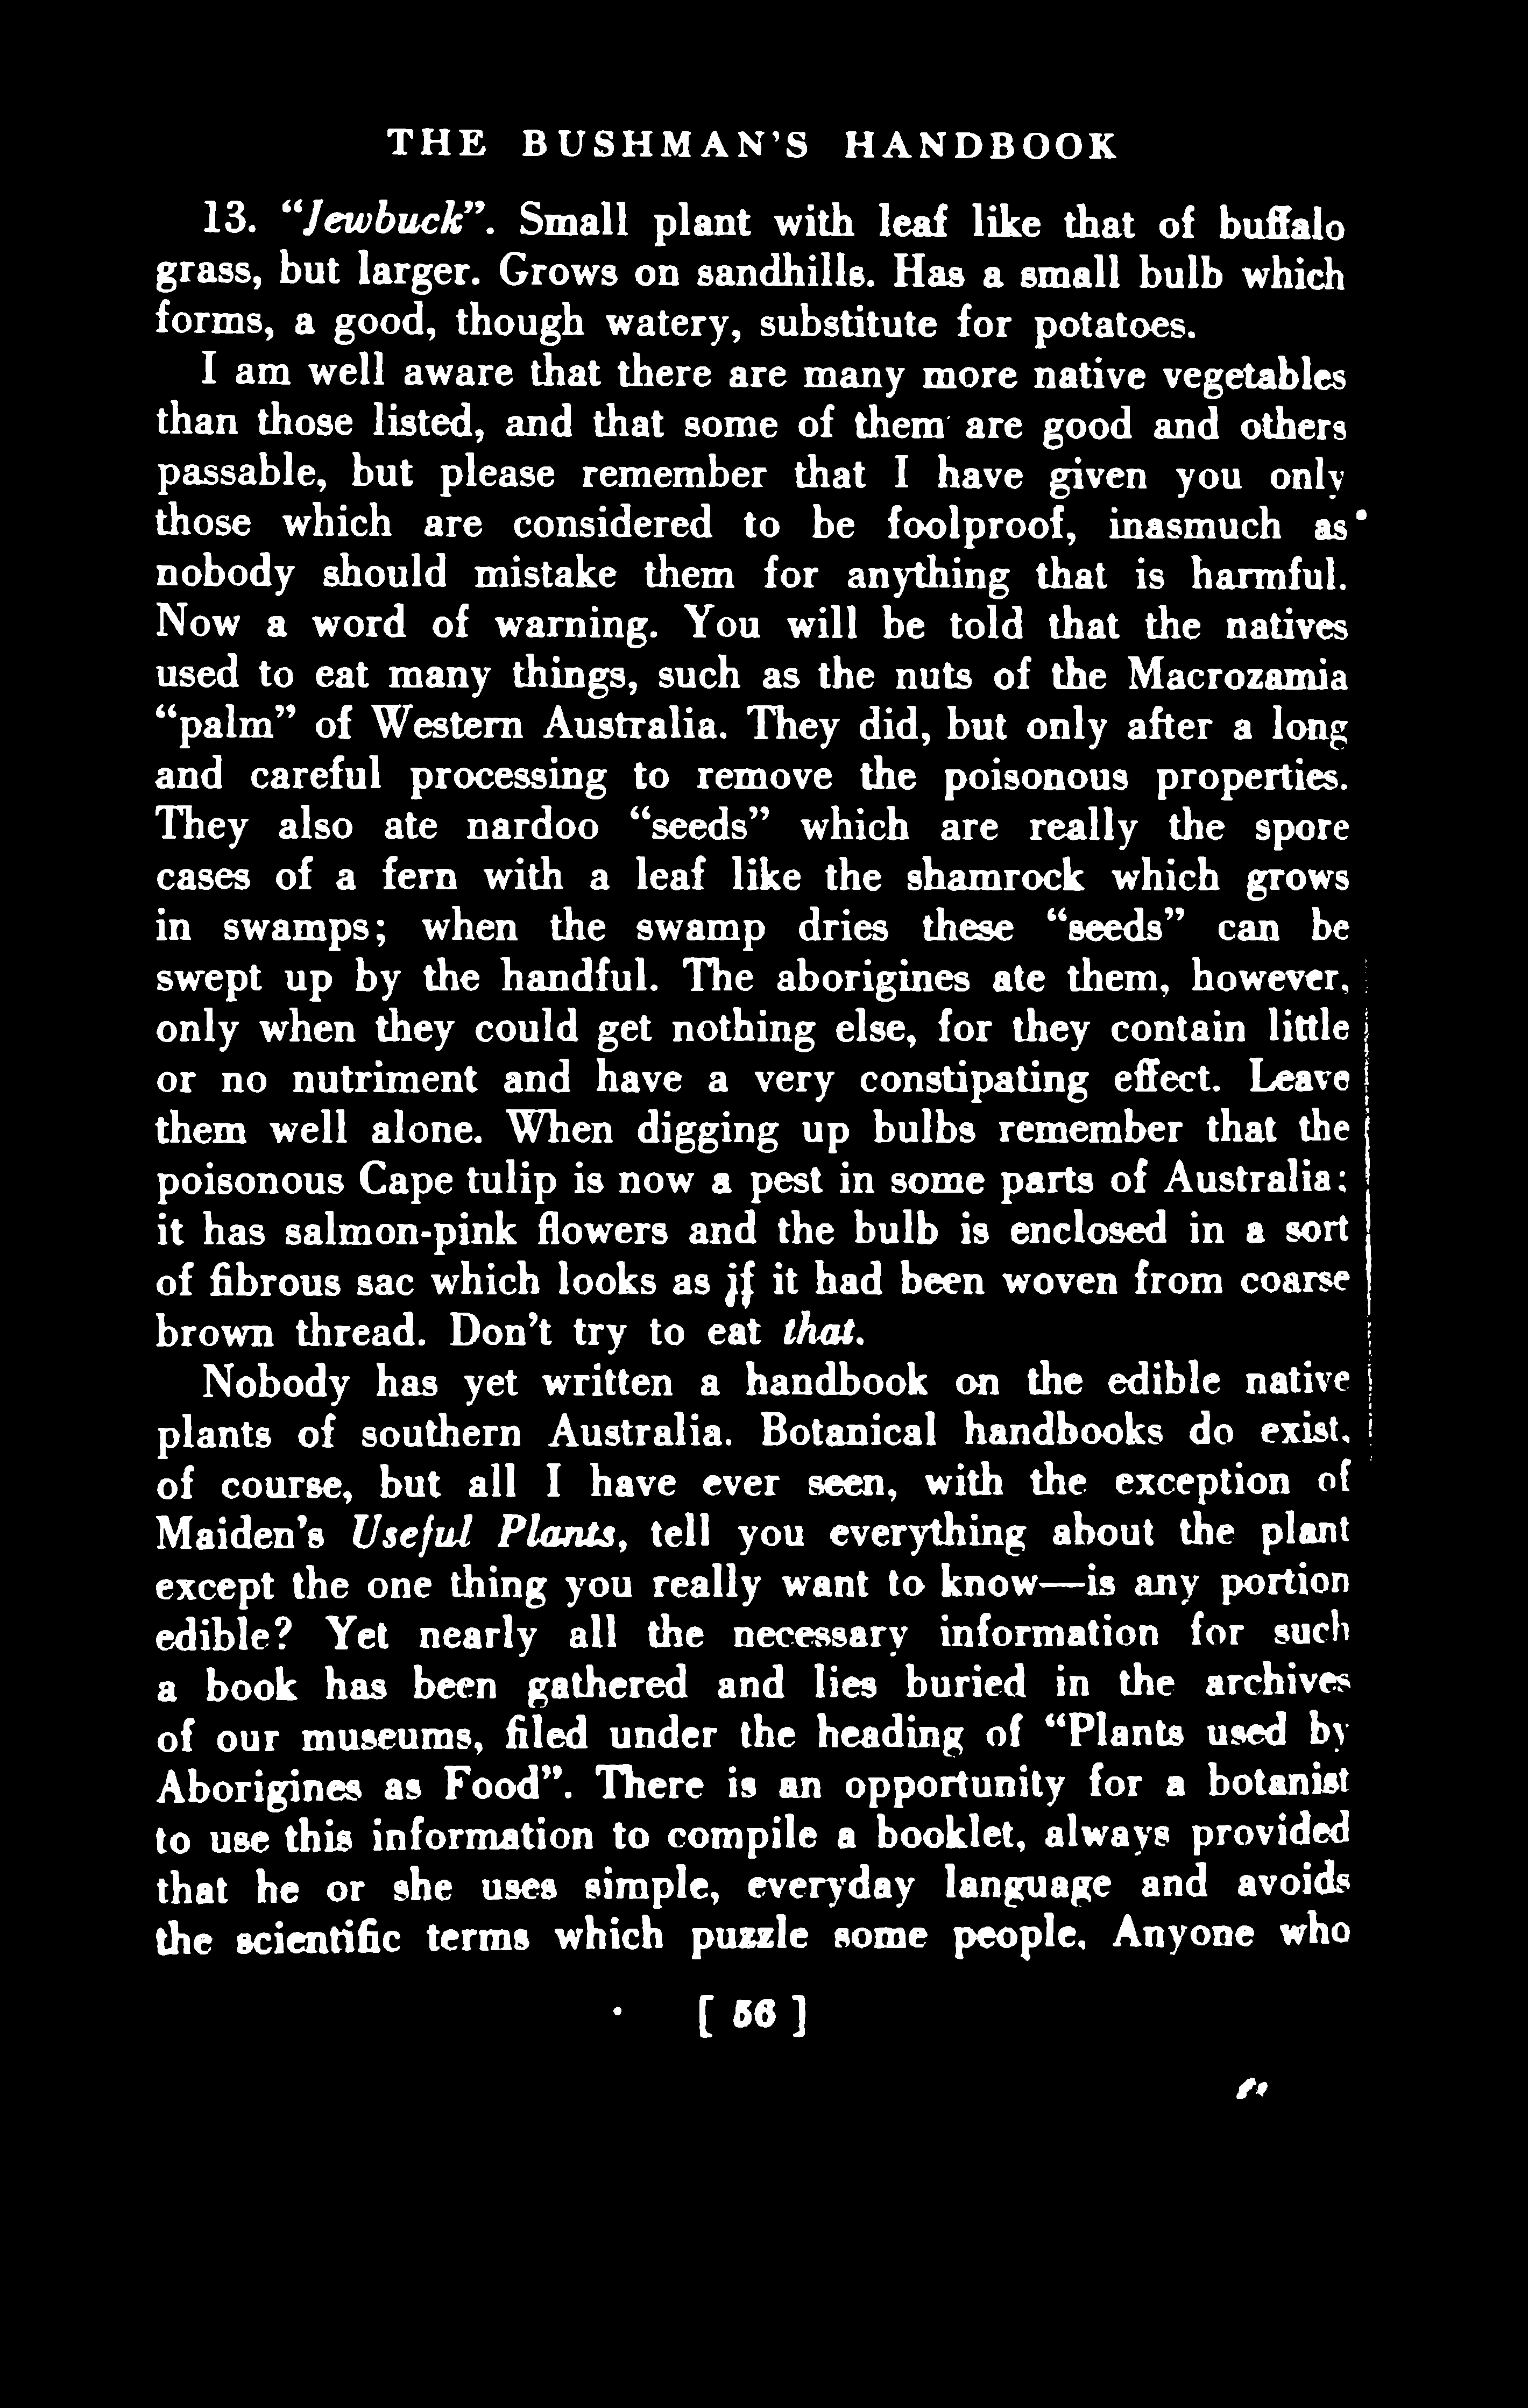 THE BUSHMAN'S HANDBOOK
13. “Jewbuck”. Small plant with leaf like that of buffalo
grass, but larger. Grows on sandhills. Has a small bulb which
forms, a good, though watery, substitute for potatoes.
I am well aware that there are many more native vegetables
than those listed, and that some of them are good and others
passable, but please remember that I have given you only
those which are considered to be foolproof, inasmuch as
nobody should mistake them for anything that is harmful.
Now a word of warning. You will be told that the natives
used to eat many things, such as the nuts of the Macrozamia
“palm” of Western Australia. They did, but only after a long
and careful processing to remove the poisonous properties.
They also ate nardoo “seeds” which are really the spore
cases of a fern with a leaf like the shamrock which grows
in swamps; when the swamp dries these “seeds” can be
swept up by the handful. The aborigines ate them, however,
only when they could get nothing else, for they contain little
or no nutriment and have a very constipating effect. Leave
them well alone. When digging up bulbs remember that the
poisonous Cape tulip is now a pest in some parts of Australia;
it has salmon-pink flowers and the bulb is enclosed in a sort
of fibrous sac which looks as if it had been woven from coarse
brown thread. Don't try to eat that.
Nobody has yet written a handbook on the edible native
plants of southern Australia. Botanical handbooks do exist,
of course, but all I have ever seen, with the exception of
Maiden's Useful Plants, tell you everything about the plant
except the one thing you really want to know—is any portion
edible? Yet nearly all the necessary information for such
a book has been gathered and lies buried in the archives
of our museums, filed under the heading of “Plants used by
Aborigines as Food”. There is an opportunity for a botanist
to use this information to compile a booklet, always provided
that he or she uses simple, everyday language and avoids
the scientific terms which puzzle some people. Anyone who
[ 56 ]